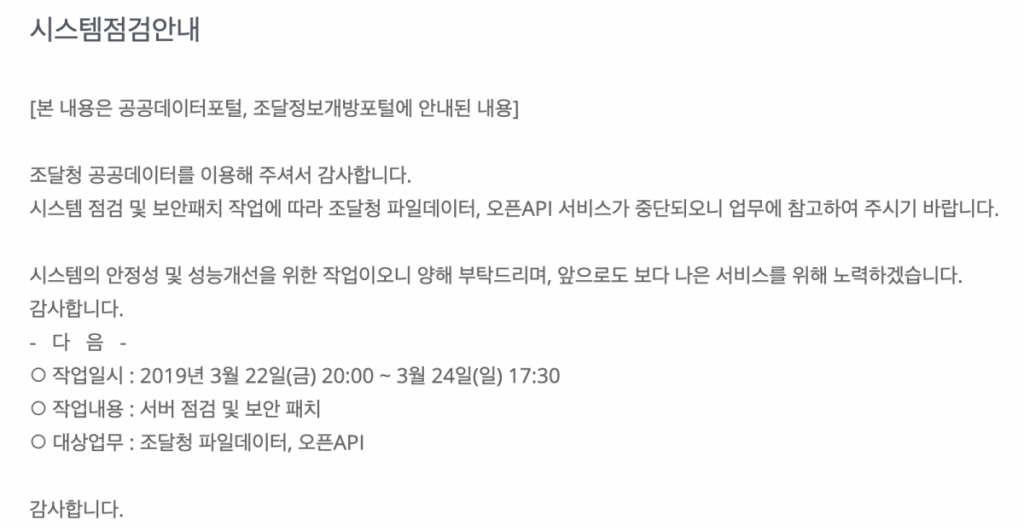 시스템점검안내
[본 내용은 공공데이터포털, 조달정보개방포털에 안내된 내용]
조달청 공공데이터를 이용해 주셔서 감사합니다.
시스템 점검 및 보안패치 작업에 따라 조달청 파일데이터, 오픈API 서비스가 중단되오니 업무에 참고하여 주시기 바랍니다.
시스템의 안정성 및 성능개선을 위한 작업이오니 양해 부탁드리며, 앞으로도 보다 나은 서비스를 위해 노력하겠습니다.
감사합니다.
- 다 음 -
○ 작업일시 : 2019년 3월 22일(금) 20:00 ~ 3월 24일(일) 17:30
○ 작업내용 : 서버 점검 및 보안 패치
○ 대상업무 : 조달청 파일데이터, 오픈API
감사합니다.